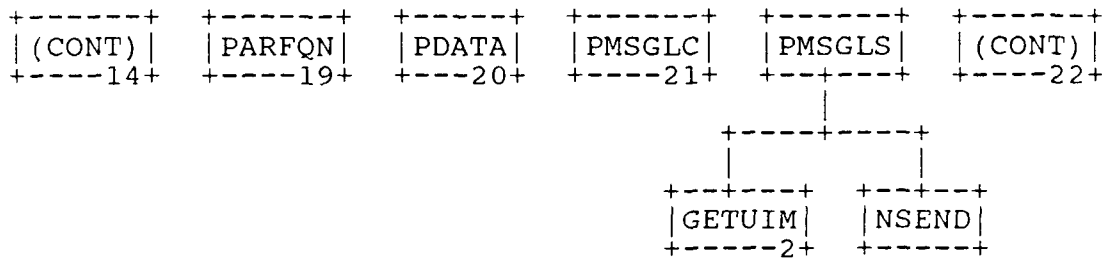 +------+ +------+ +-----+ +------+ +------+ +------+
|(CONT)| |PARFQN| |PDATA| |PMSGLC| |PMSGLS| |(CONT)|
+----14+ +----19+ +---20+ +----21+ +--+---+ +----22+
|
+----+----+
| |
+--+---+ +--+--+
|GETUIM| |NSEND|
+-----2+ +-----+